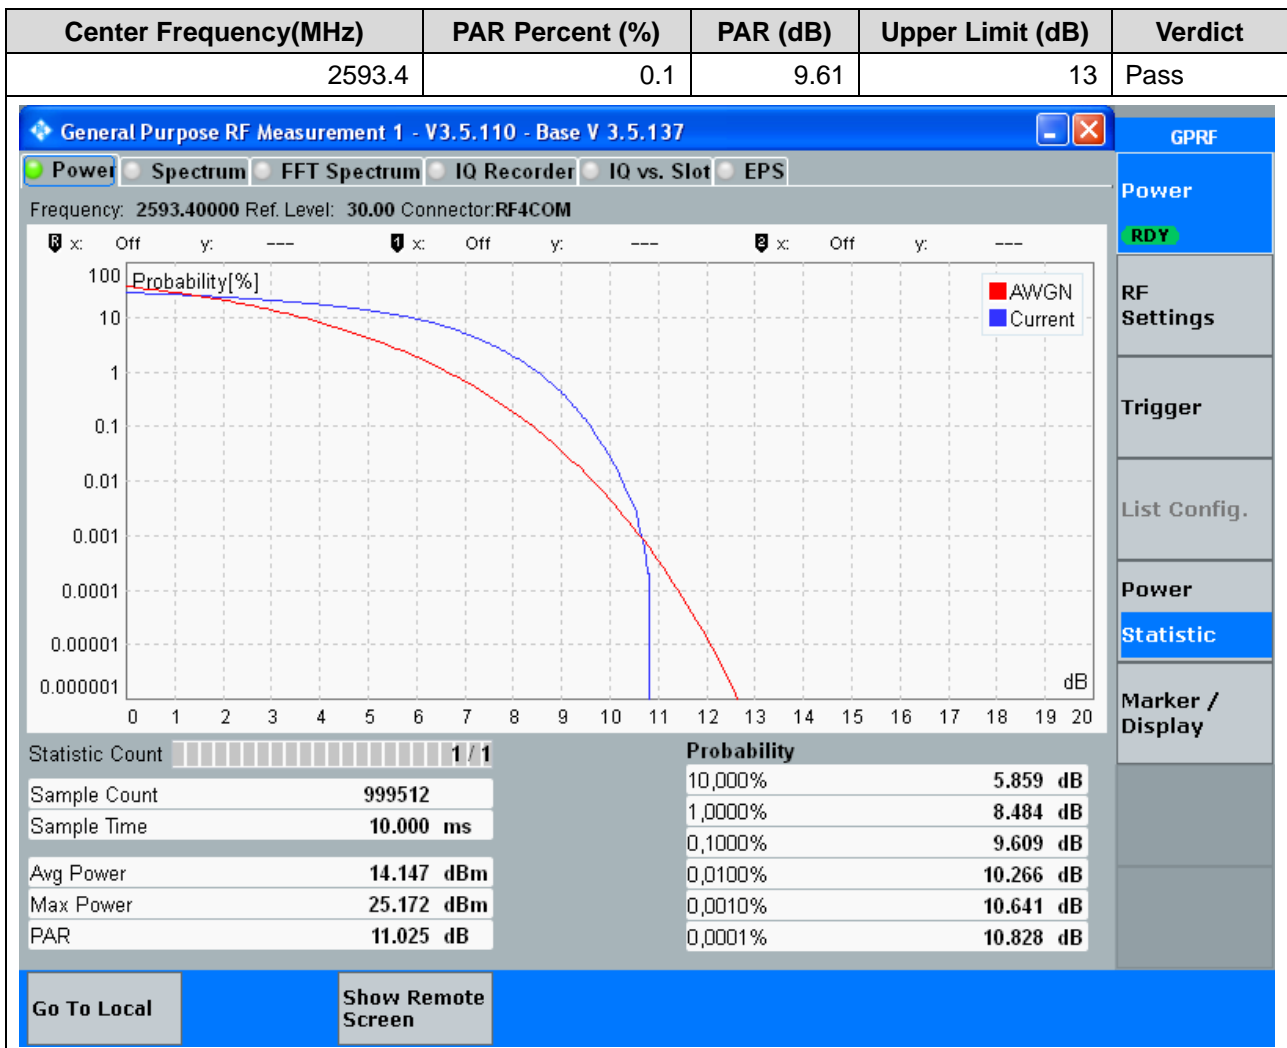 Center Frequency(MHz) PAR Percent (%) PAR (dB) Upper Limit (dB) Verdict
2593.4 0.1 9.61 13 Pass
General Purpose RF Measurement 1 - V3.5.110 - Base V 3.5.137
GPRF
Power Spectrum FFT Spectrum IQ Recorder IQ vs. Slot EPS
Power
RDY
Frequency: 2593.40000 Ref. Level: 30.00 Connector:RF4COM
R x: Off y: --- 1 x: Off y: --- 2 x: Off y: ---
Probability[%]
AWGN
Current
100
10
1
0.1
0.01
0.001
0.0001
0.00001
0.000001
dB
0 1 2 3 4 5 6 7 8 9 10 11 12 13 14 15 16 17 18 19 20
RF
Settings
Trigger
List Config.
Power
Statistic
Marker /
Display
Statistic Count 1 / 1
Sample Count 999512
Sample Time 10.000 ms
Avg Power 14.147 dBm
Max Power 25.172 dBm
PAR 11.025 dB
Probability
10,000% 5.859 dB
1,0000% 8.484 dB
0,1000% 9.609 dB
0,0100% 10.266 dB
0,0010% 10.641 dB
0,0001% 10.828 dB
Go To Local
Show Remote
Screen